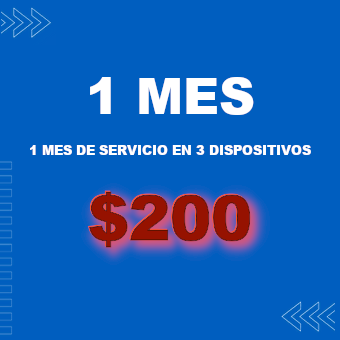 1 MES
1 MES DE SERVICIO EN 3 DISPOSITIVOS
$200